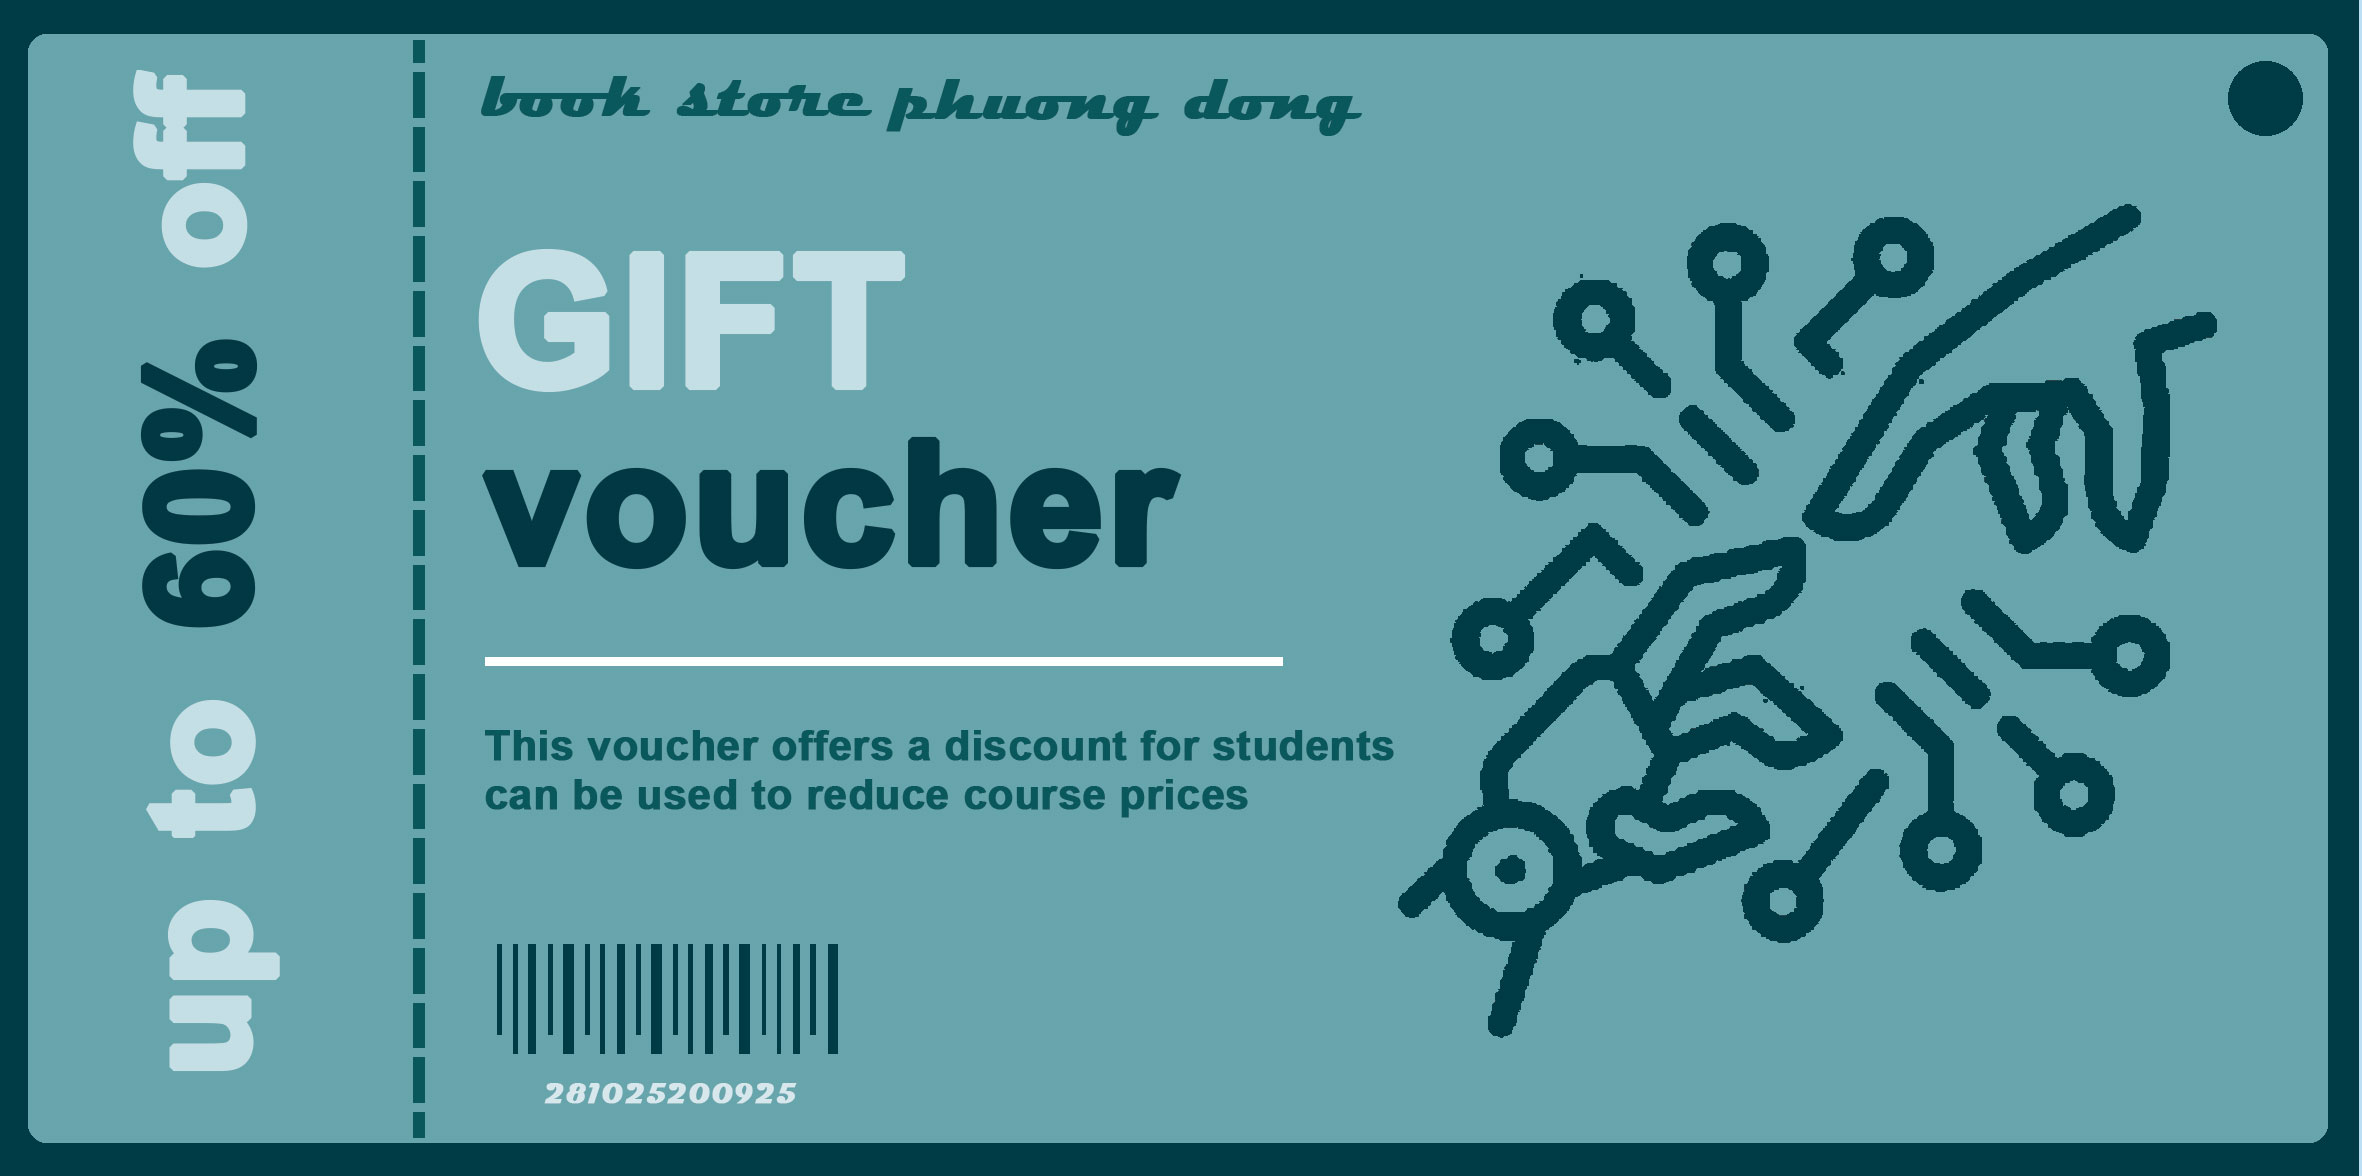 up to 60% off
book store phuong dong
GIFT
voucher
This voucher offers a discount for students
can be used to reduce course prices
281025200925